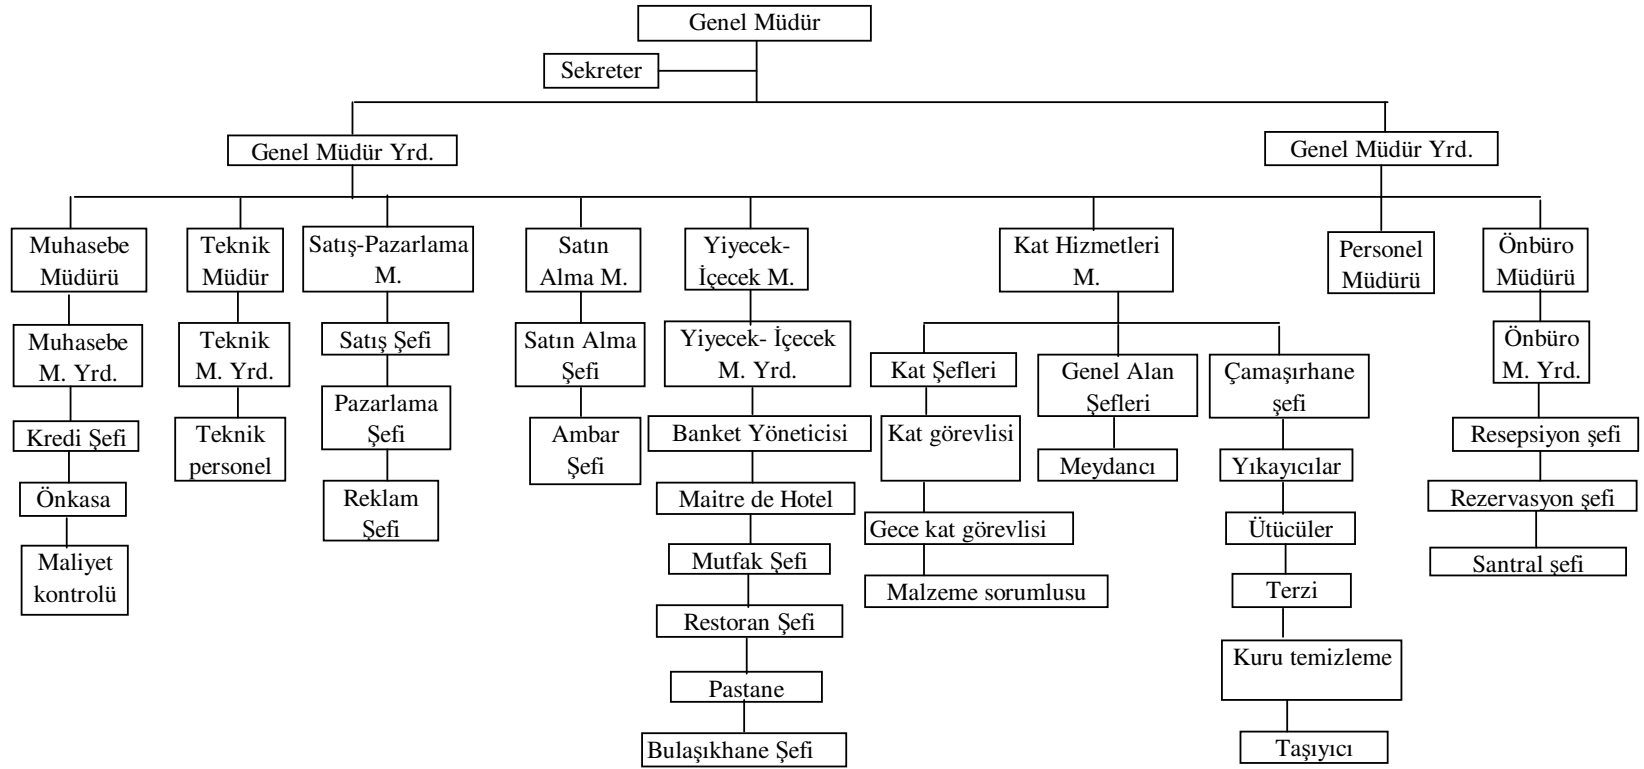 Genel Müdür
Sekreter
Genel Müdür Yrd.
Genel Müdür Yrd.
Muhasebe
Müdürü
Teknik
Müdür
Satış-Pazarlama
M.
Satın
Alma M.
Yiyecek-
İçecek M.
Kat Hizmetleri
M.
Personel
Müdürü
Önbüro
Müdürü
Muhasebe
M. Yrd.
Teknik
M. Yrd.
Satış Şefi
Satın Alma
Şefi
Yiyecek- İçecek
M. Yrd.
Kat Şefleri
Genel Alan
Şefleri
Çamaşırhane
şefi
Önbüro
M. Yrd.
Kredi Şefi
Teknik
personel
Pazarlama
Şefi
Ambar
Şefi
Banket Yöneticisi
Kat görevlisi
Meydancı
Yıkayıcılar
Resepsiyon şefi
Önkasa
Reklam
Şefi
Maitre de Hotel
Gece kat görevlisi
Ütücüler
Rezervasyon şefi
Maliyet
kontrolü
Mutfak Şefi
Malzeme sorumlusu
Terzi
Santral şefi
Restoran Şefi
Kuru temizleme
Pastane
Bulaşıkhane Şefi
Taşıyıcı